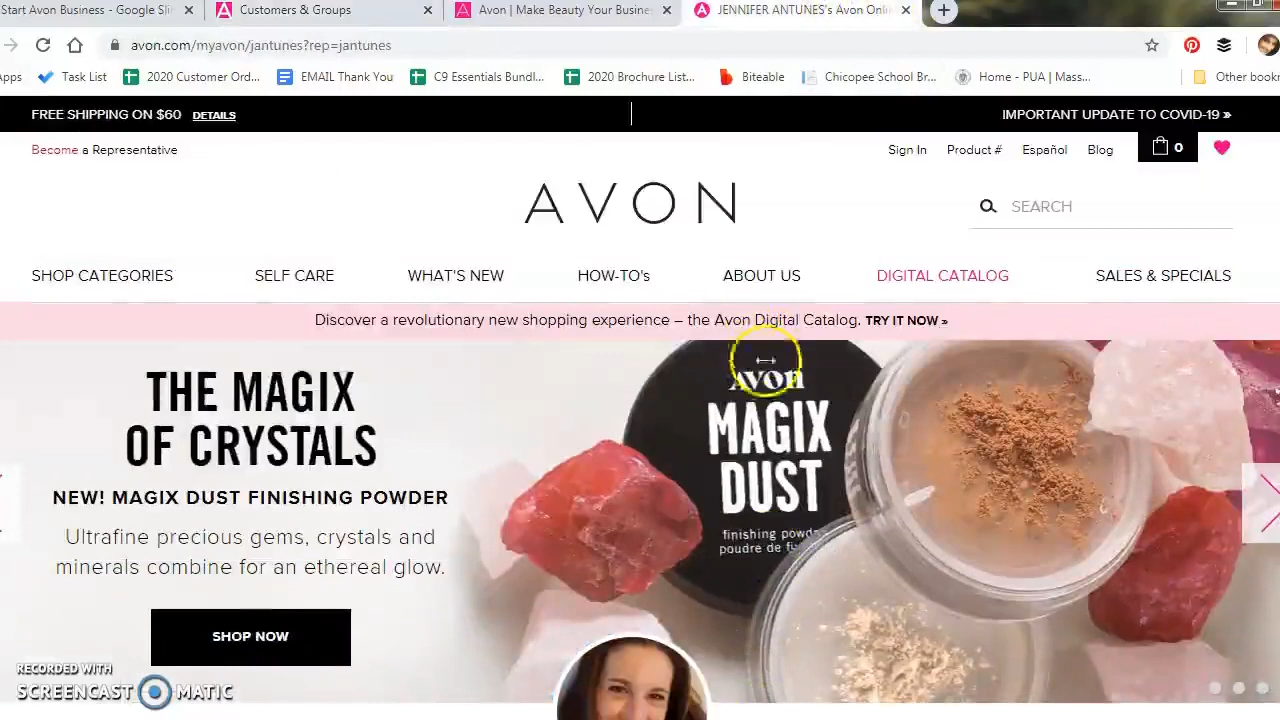 Start Avon Business - Google Sli
Customers & Groups
Avon | Make Beauty Your Busines
JENNIFER ANTUNES's Avon Onli
avon.com/myavon/jantunes?rep=jantunes
Apps
Task List
2020 Customer Ord...
EMAIL Thank You
C9 Essentials Bundl...
2020 Brochure List...
Biteable
hicopee School Br...
Home - PUA | Mass...
Other book
FREE SHIPPING ON $60 DETAILS
IMPORTANT UPDATE TO COVID-19 »
Become a Representative
Sign In
Product #
Español
Blog
0
AVON
SEARCH
SHOP CATEGORIES
SELF CARE
WHAT'S NEW
HOW-TO's
ABOUT US
DIGITAL CATALOG
SALES & SPECIALS
Discover a revolutionary new shopping experience – the Avon Digital Catalog. TRY IT NOW »
THE MAGIX
OF CRYSTALS
NEW! MAGIX DUST FINISHING POWDER
Ultrafine precious gems, crystals and
minerals combine for an ethereal glow.
SHOP NOW
AVON
MAGIX
DUST
finishing powd
poudre de fi
RECORDED WITH
SCREENCAST MATIC